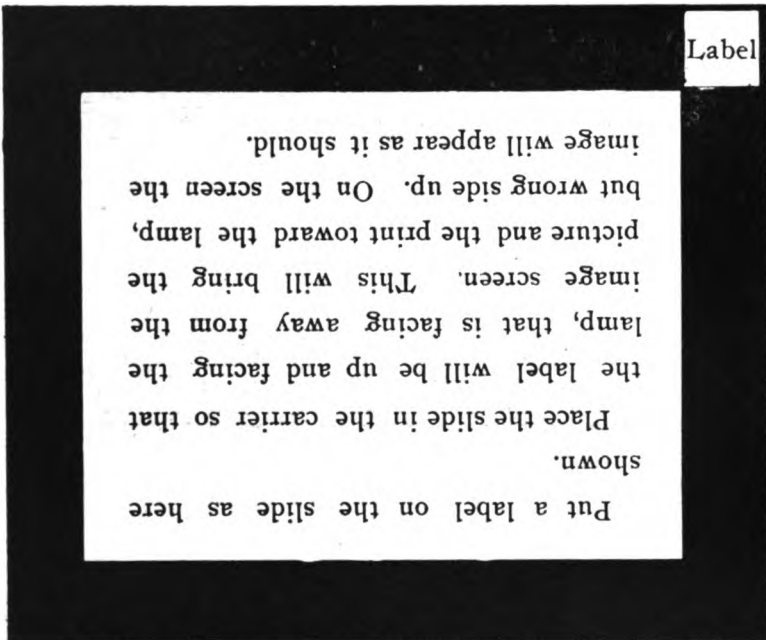 Label
Put a label on the slide as here
shown.
Place the slide in the carrier so that
the label will be up and facing the
lamp, that is facing away from the
image screen. This will bring the
picture and the print toward the lamp,
but wrong side up. On the screen the
image will appear as it should.